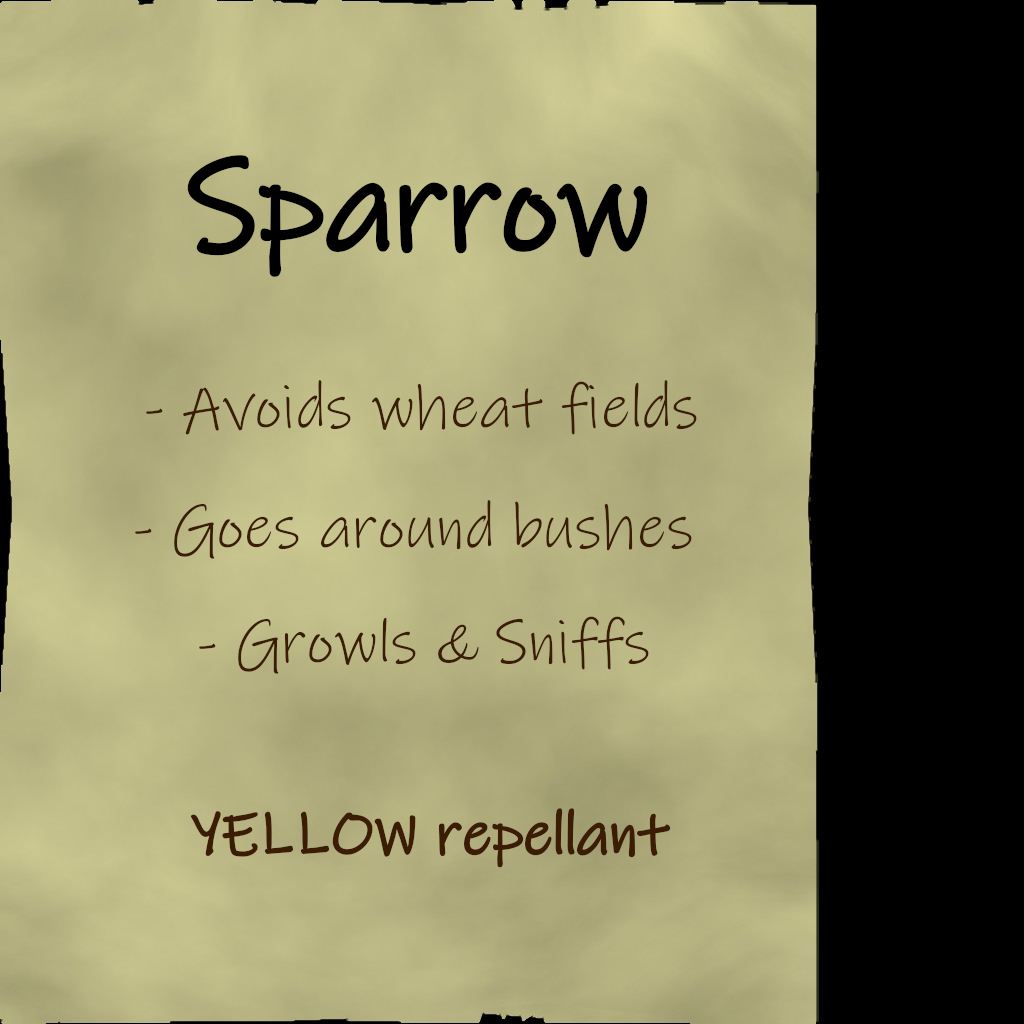 Sparrow
- Avoids wheat fields
- Goes around bushes
- Growls & Sniffs
YELLOW repellant